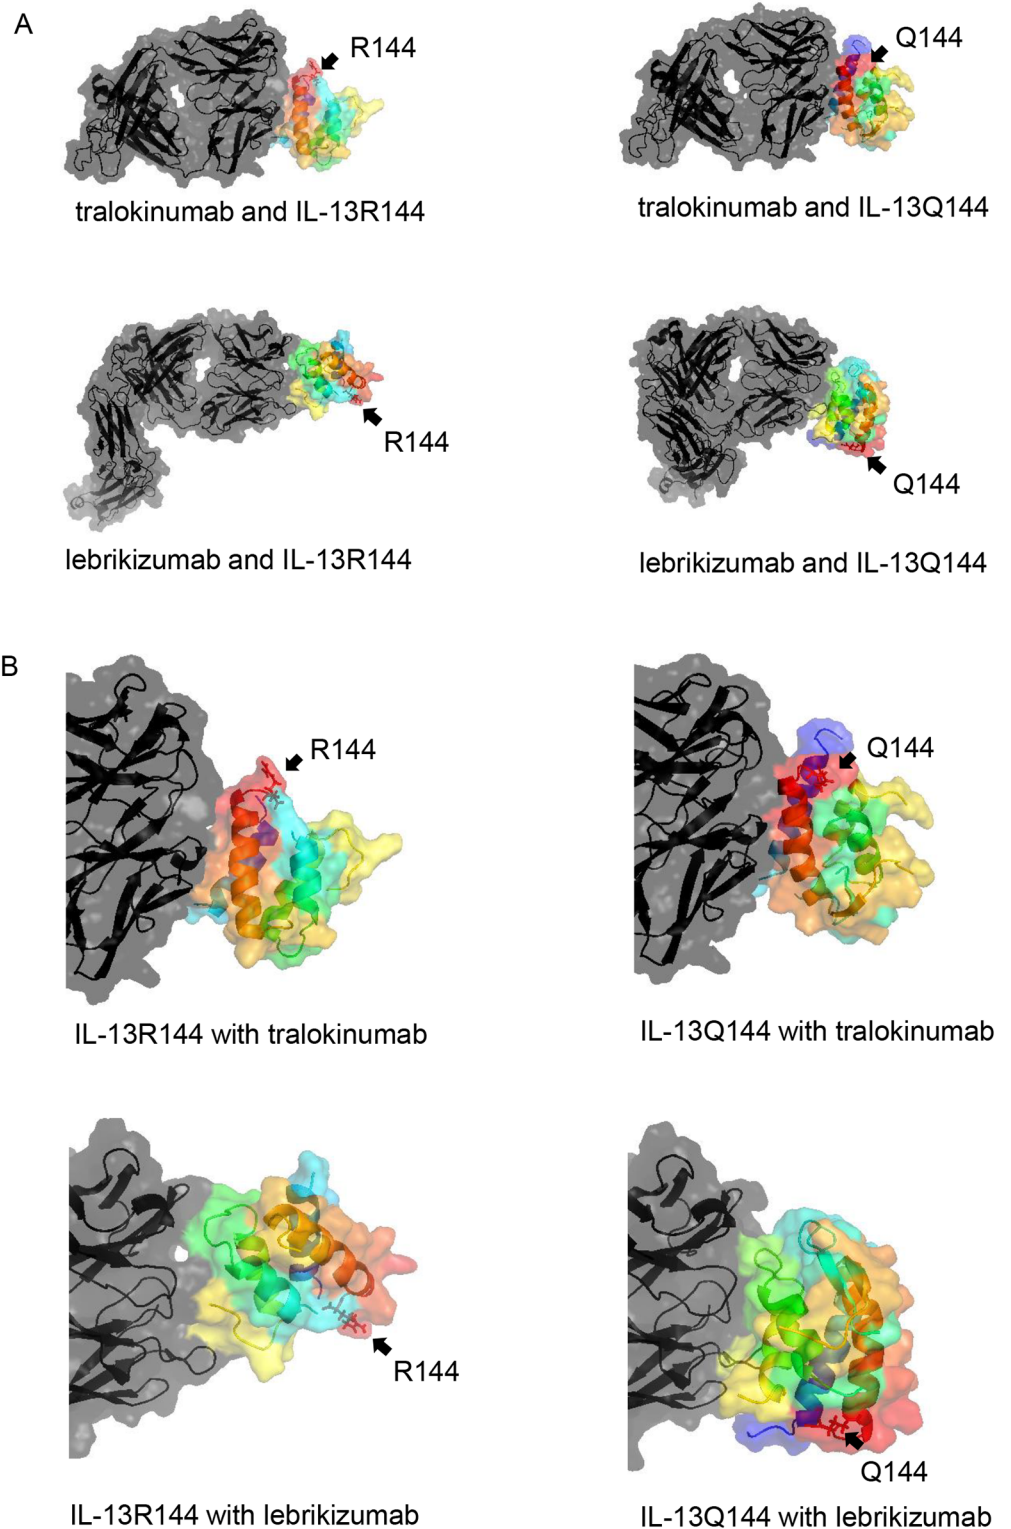 A
R144
Q144
tralokinumab and IL-13R144
tralokinumab and IL-13Q144
R144
Q144
lebrikizumab and IL-13R144
lebrikizumab and IL-13Q144
B
R144
Q144
IL-13R144 with tralokinumab
IL-13Q144 with tralokinumab
R144
Q144
IL-13R144 with lebrikizumab
IL-13Q144 with lebrikizumab